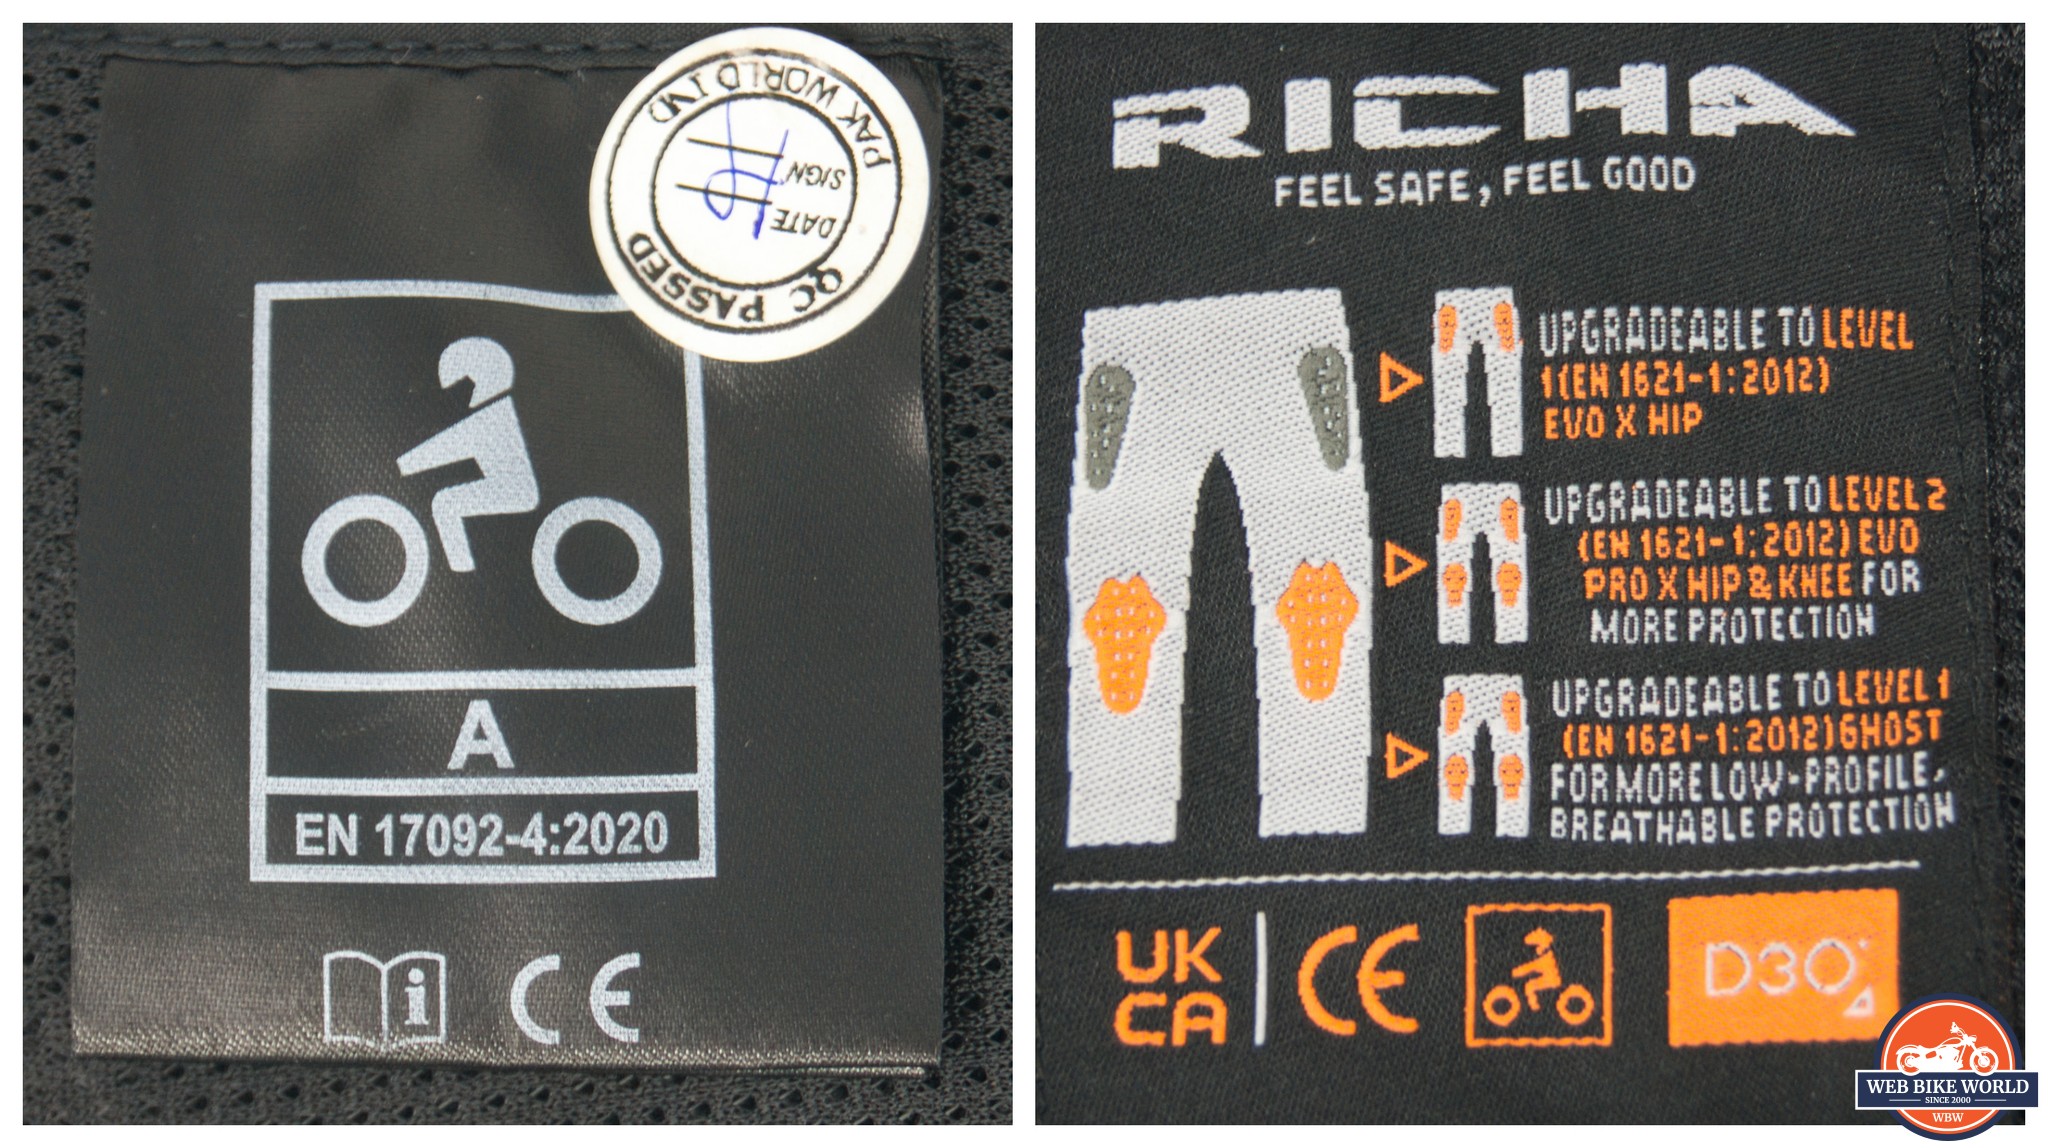 PAK WORLD IND
SIGN
DATE
QC PASSED
A
EN 17092-4:2020
i
CE
RICHA
FEEL SAFE, FEEL GOOD
UPGRADEABLE TO LEVEL
1(EN 1621-1:2012)
EVO X HIP
UPGRADEABLE TO LEVEL 2
(EN 1621-1:2012) EVO
PRO X HIP & KNEE FOR
MORE PROTECTION
UPGRADEABLE TO LEVEL 1
(EN 1621-1:2012) GHOST
FOR MORE LOW-PROFILE,
BREATHABLE PROTECTION
UK
CA
CE
D3O
WEB BIKE WORLD
SINCE 2000
WBW